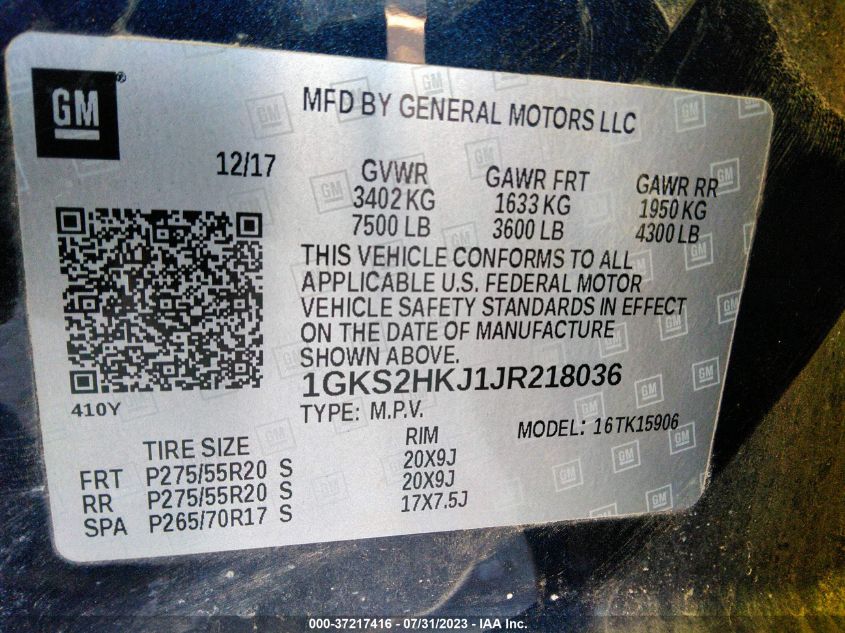 GM
MFD BY GENERAL MOTORS LLC
12/17
GVWR GAWR FRT GAWR RR
3402 KG 1633 KG 1950 KG
7500 LB 3600 LB 4300 LB
THIS VEHICLE CONFORMS TO ALL
APPLICABLE U.S. FEDERAL MOTOR
VEHICLE SAFETY STANDARDS IN EFFECT
ON THE DATE OF MANUFACTURE
SHOWN ABOVE.
1GKS2HKJ1JR218036
410Y
TYPE: M.P.V. MODEL: 16TK15906
TIRE SIZE RIM
FRT P275/55R20 S 20X9J
RR P275/55R20 S 20X9J
SPA P265/70R17 S 17X7.5J
000-37217416 - 07/31/2023 - IAA Inc.